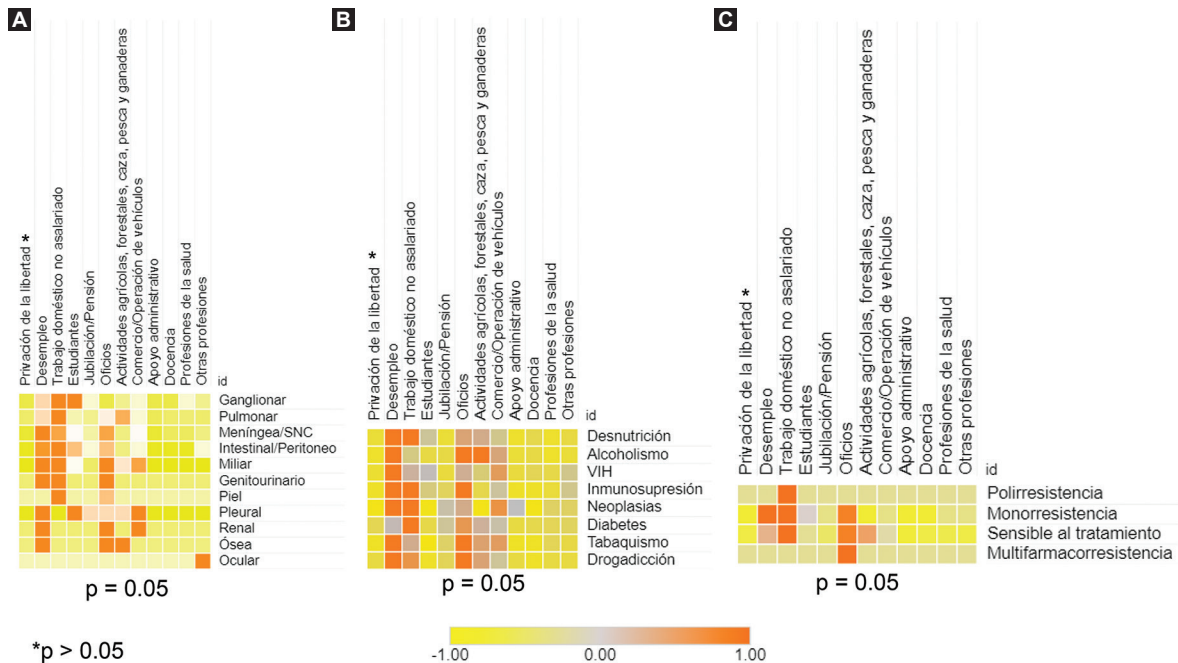 A
Privación de la libertad *
Desempleo
Trabajo doméstico no asalariado
Estudiantes
Jubilación/Pensión
Oficios
Actividades agrícolas, forestales, caza, pesca y ganaderas
Comercio/Operación de vehículos
Apoyo administrativo
Docencia
Profesiones de la salud
Otras profesiones
id
Ganglionar
Pulmonar
Meníngea/SNC
Intestinal/Peritoneo
Miliar
Genitourinario
Piel
Pleural
Renal
Ósea
Ocular
p = 0.05
B
Privación de la libertad *
Desempleo
Trabajo doméstico no asalariado
Estudiantes
Jubilación/Pensión
Oficios
Actividades agrícolas, forestales, caza, pesca y ganaderas
Comercio/Operación de vehículos
Apoyo administrativo
Docencia
Profesiones de la salud
Otras profesiones
id
Desnutrición
Alcoholismo
VIH
Inmunosupresión
Neoplasias
Diabetes
Tabaquismo
Drogadicción
p = 0.05
C
Privación de la libertad *
Desempleo
Trabajo doméstico no asalariado
Estudiantes
Jubilación/Pensión
Oficios
Actividades agrícolas, forestales, caza, pesca y ganaderas
Comercio/Operación de vehículos
Apoyo administrativo
Docencia
Profesiones de la salud
Otras profesiones
id
Polirresistencia
Monorresistencia
Sensible al tratamiento
Multifarmacorresistencia
p = 0.05
*p > 0.05
-1.00 0.00 1.00